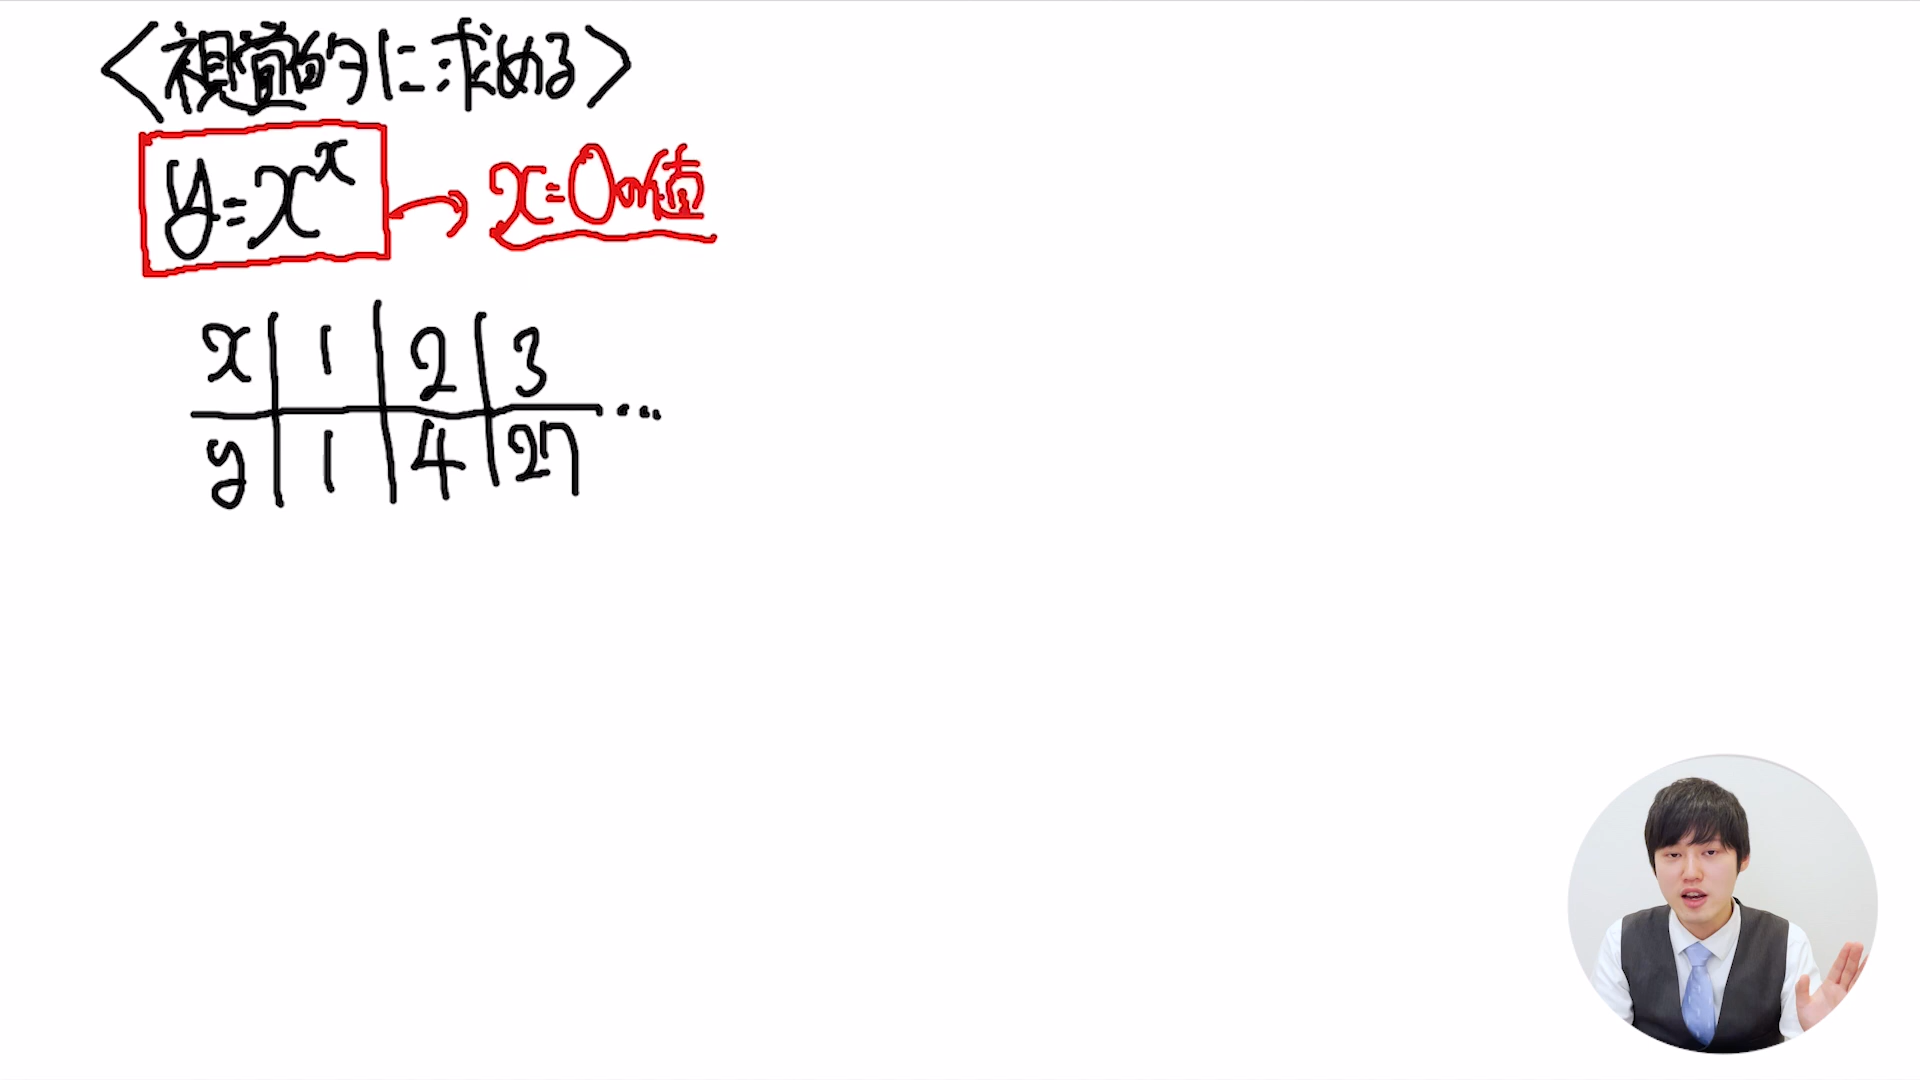 <視覚的に求める>
y=x^x → x=0の値
x | 1 | 2 | 3
y | 1 | 4 | 27 ...